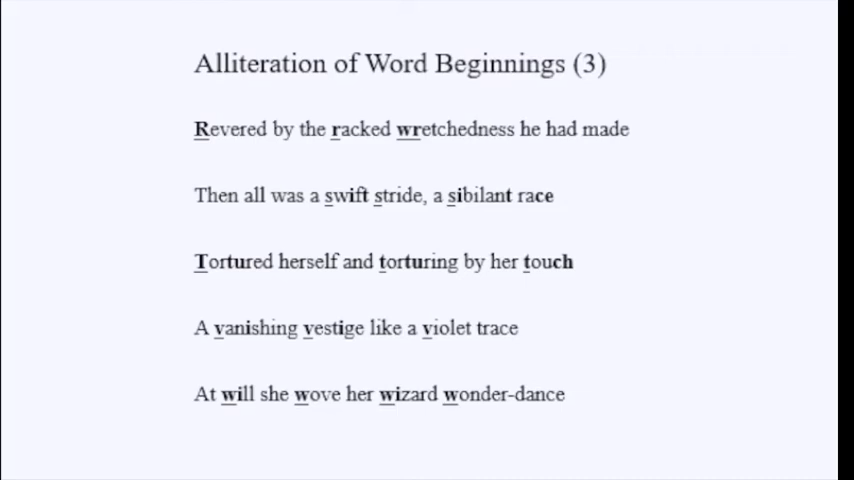 Alliteration of Word Beginnings (3)
Revered by the racked wretchedness he had made
Then all was a swift stride, a sibilant race
Tortured herself and torturing by her touch
A vanishing vestige like a violet trace
At will she wove her wizard wonder-dance